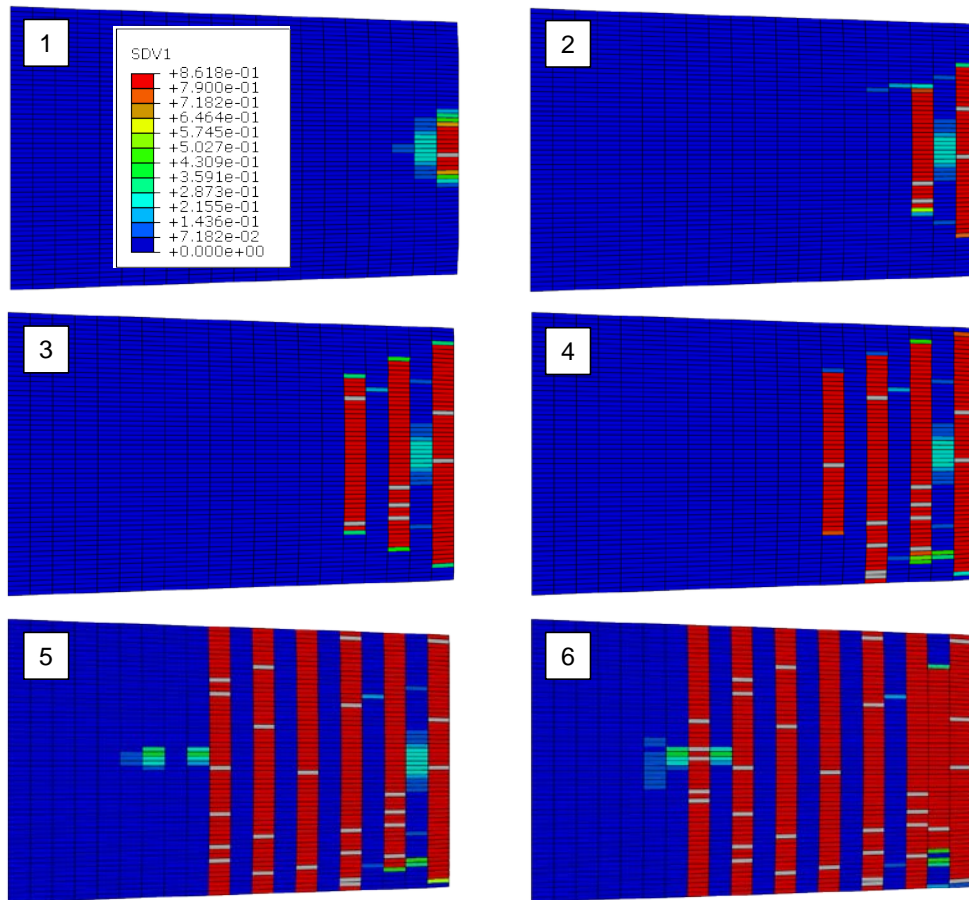 1
SDV1
+8.618e-01
+7.900e-01
+7.182e-01
+6.464e-01
+5.745e-01
+5.027e-01
+4.309e-01
+3.591e-01
+2.873e-01
+2.155e-01
+1.436e-01
+7.182e-02
+0.000e+00
2
3
4
5
6